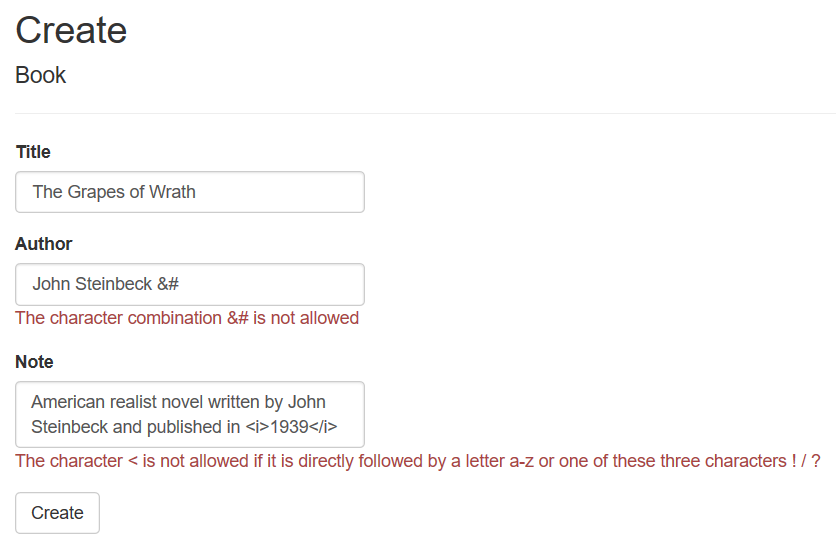 Create
Book
Title
The Grapes of Wrath
Author
John Steinbeck &#
The character combination &# is not allowed
Note
American realist novel written by John
Steinbeck and published in <i>1939</i>
The character < is not allowed if it is directly followed by a letter a-z or one of these three characters ! / ?
Create